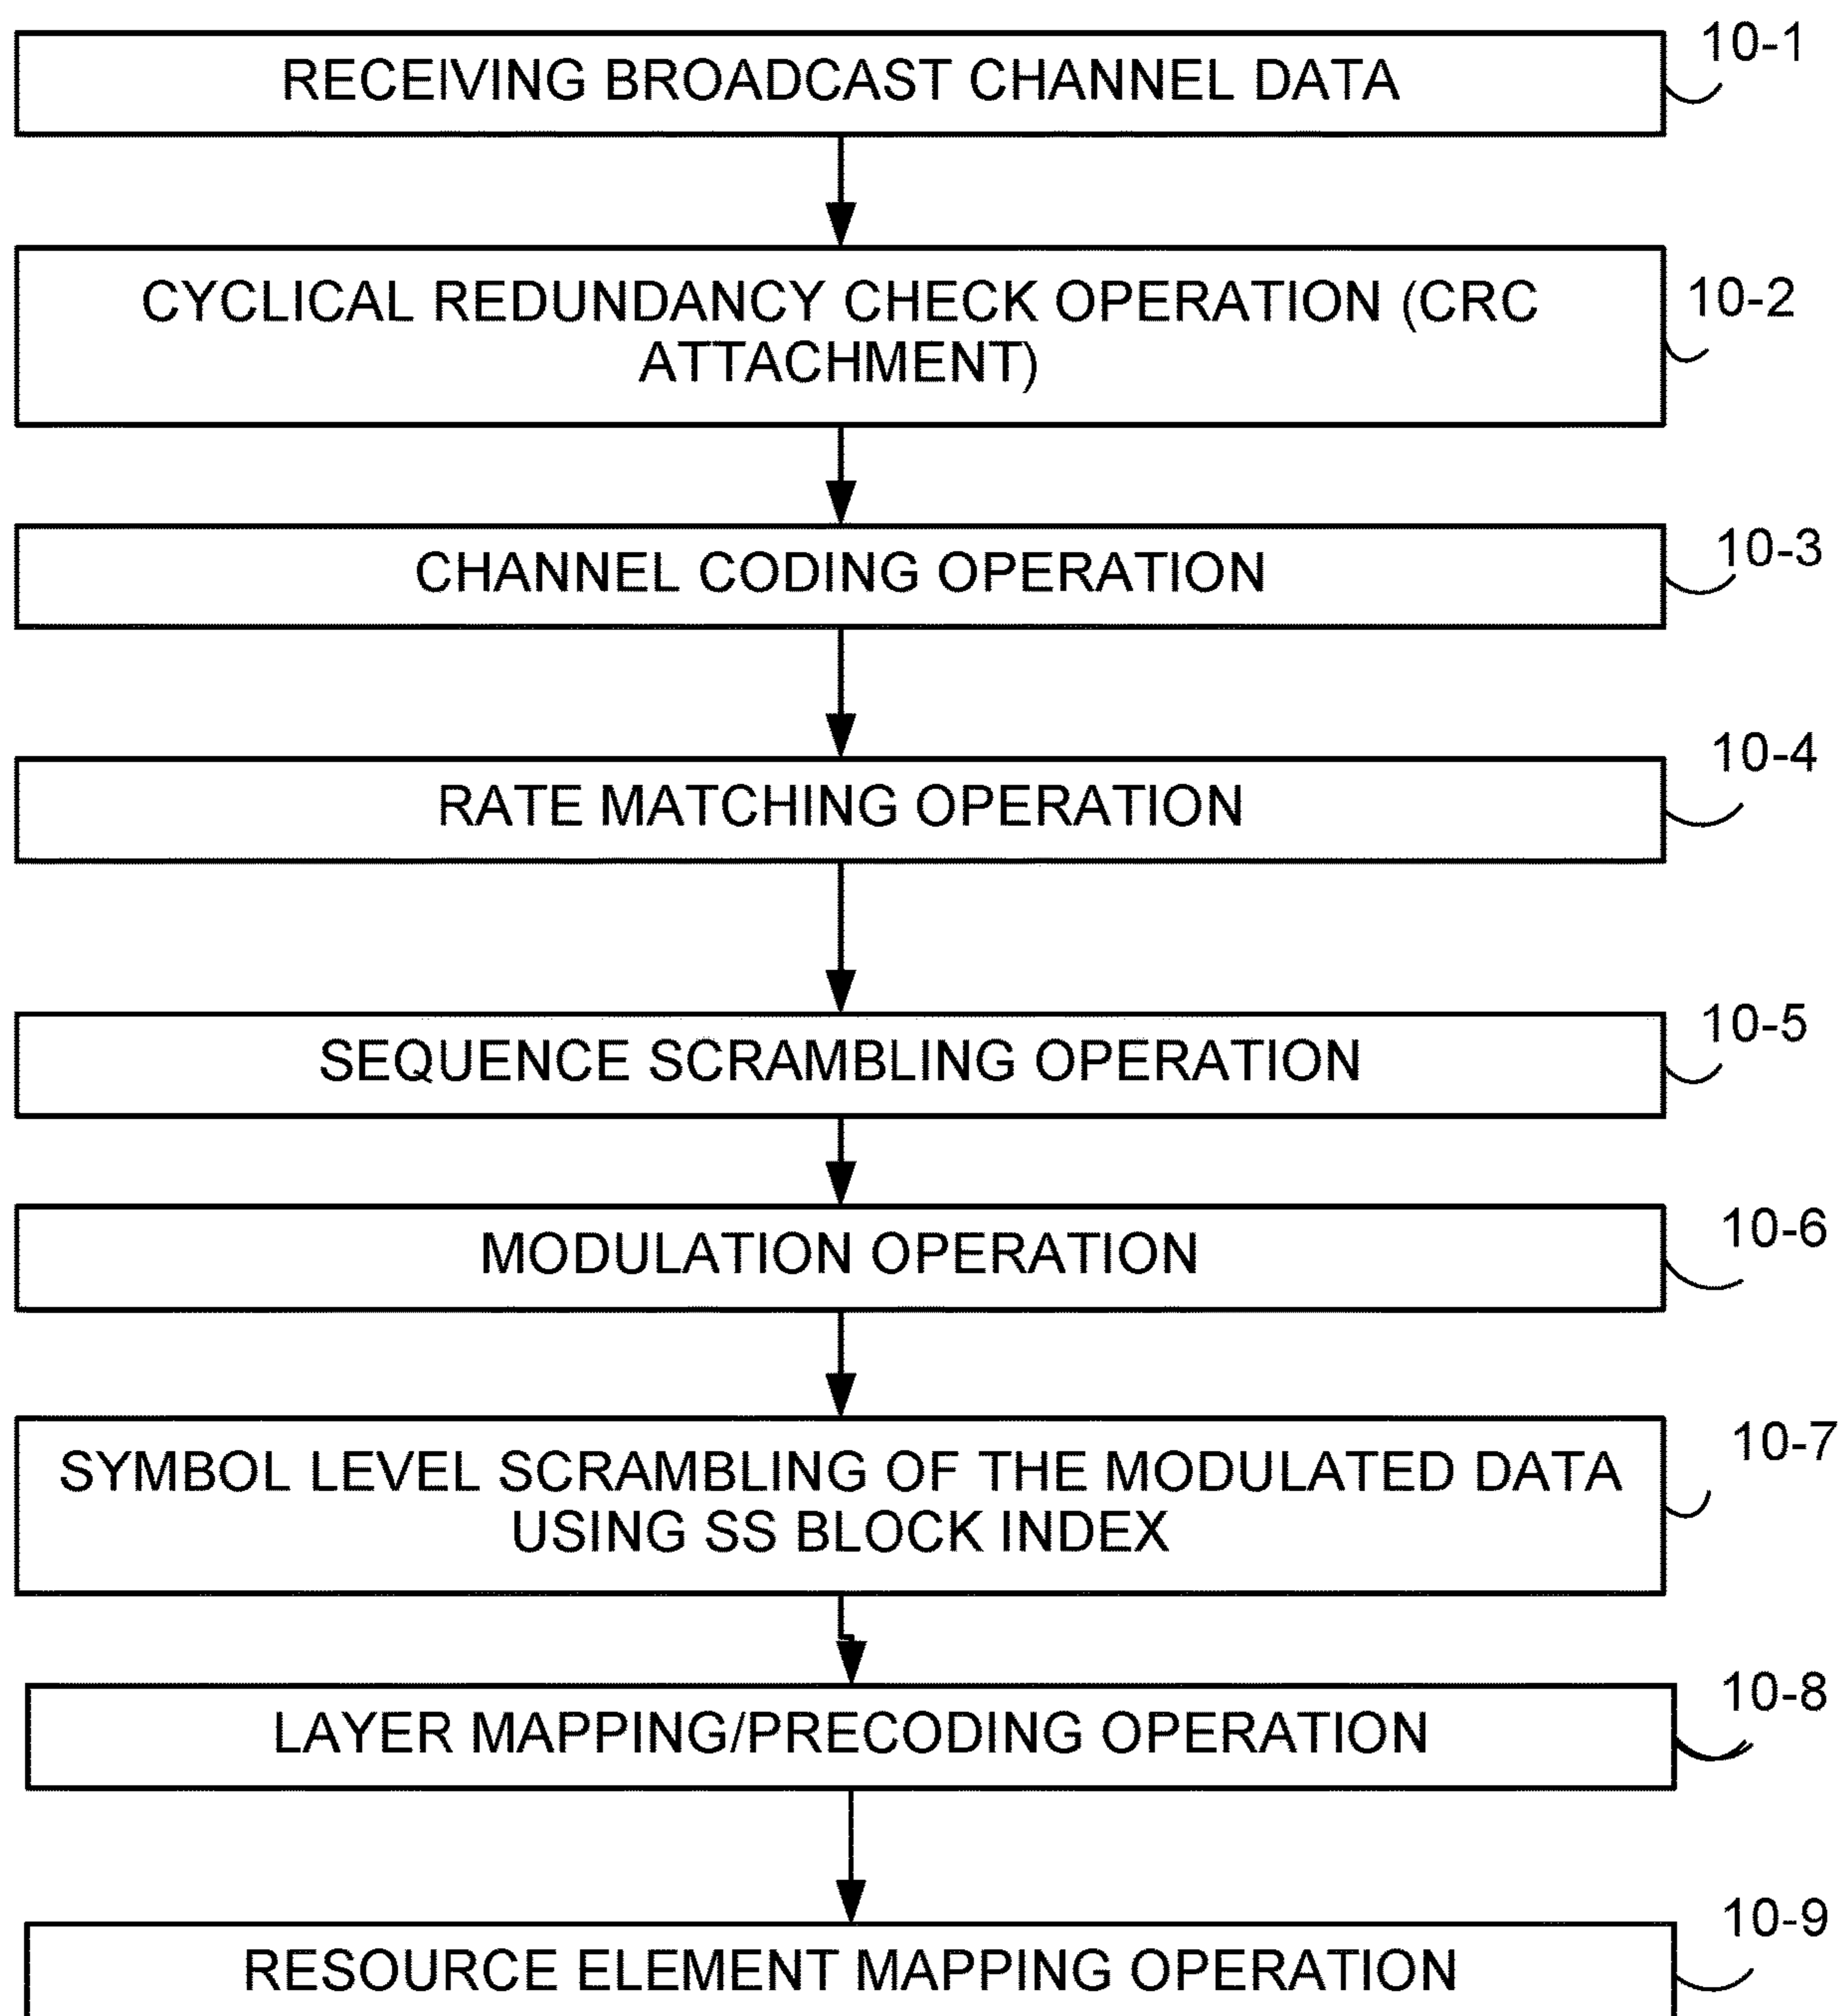 10-1
RECEIVING BROADCAST CHANNEL DATA
10-2
CYCLICAL REDUNDANCY CHECK OPERATION (CRC
ATTACHMENT)
10-3
CHANNEL CODING OPERATION
10-4
RATE MATCHING OPERATION
10-5
SEQUENCE SCRAMBLING OPERATION
10-6
MODULATION OPERATION
10-7
SYMBOL LEVEL SCRAMBLING OF THE MODULATED DATA
USING SS BLOCK INDEX
10-8
LAYER MAPPING/PRECODING OPERATION
10-9
RESOURCE ELEMENT MAPPING OPERATION